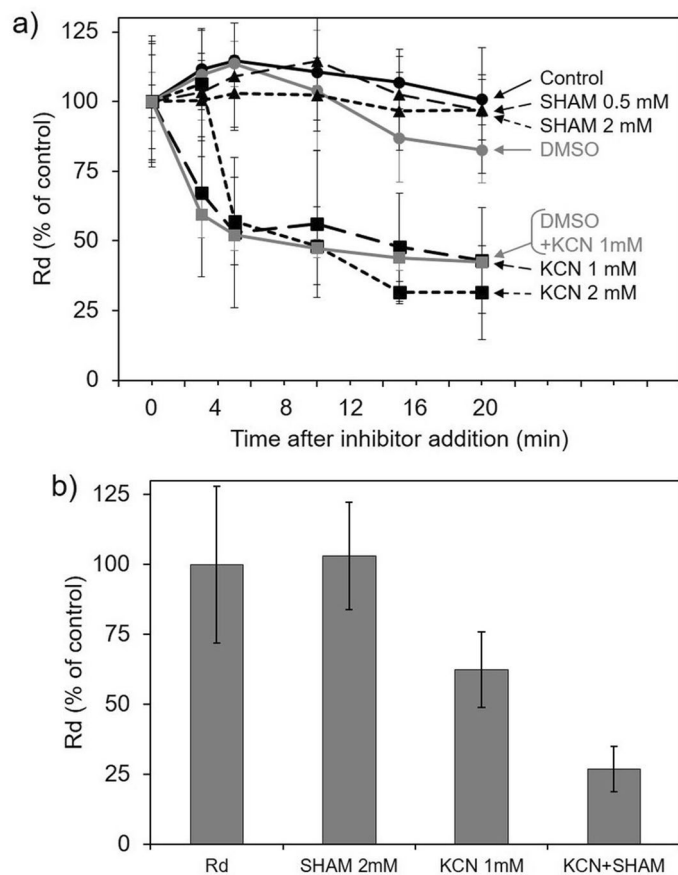 a)
125
100
75
50
25
0
Rd (% of control)
Control
SHAM 0.5 mM
SHAM 2 mM
DMSO
DMSO
+KCN 1mM
KCN 1 mM
KCN 2 mM
0 4 8 12 16 20
Time after inhibitor addition (min)
b)
125
100
75
50
25
0
Rd (% of control)
Rd SHAM 2mM KCN 1mM KCN+SHAM